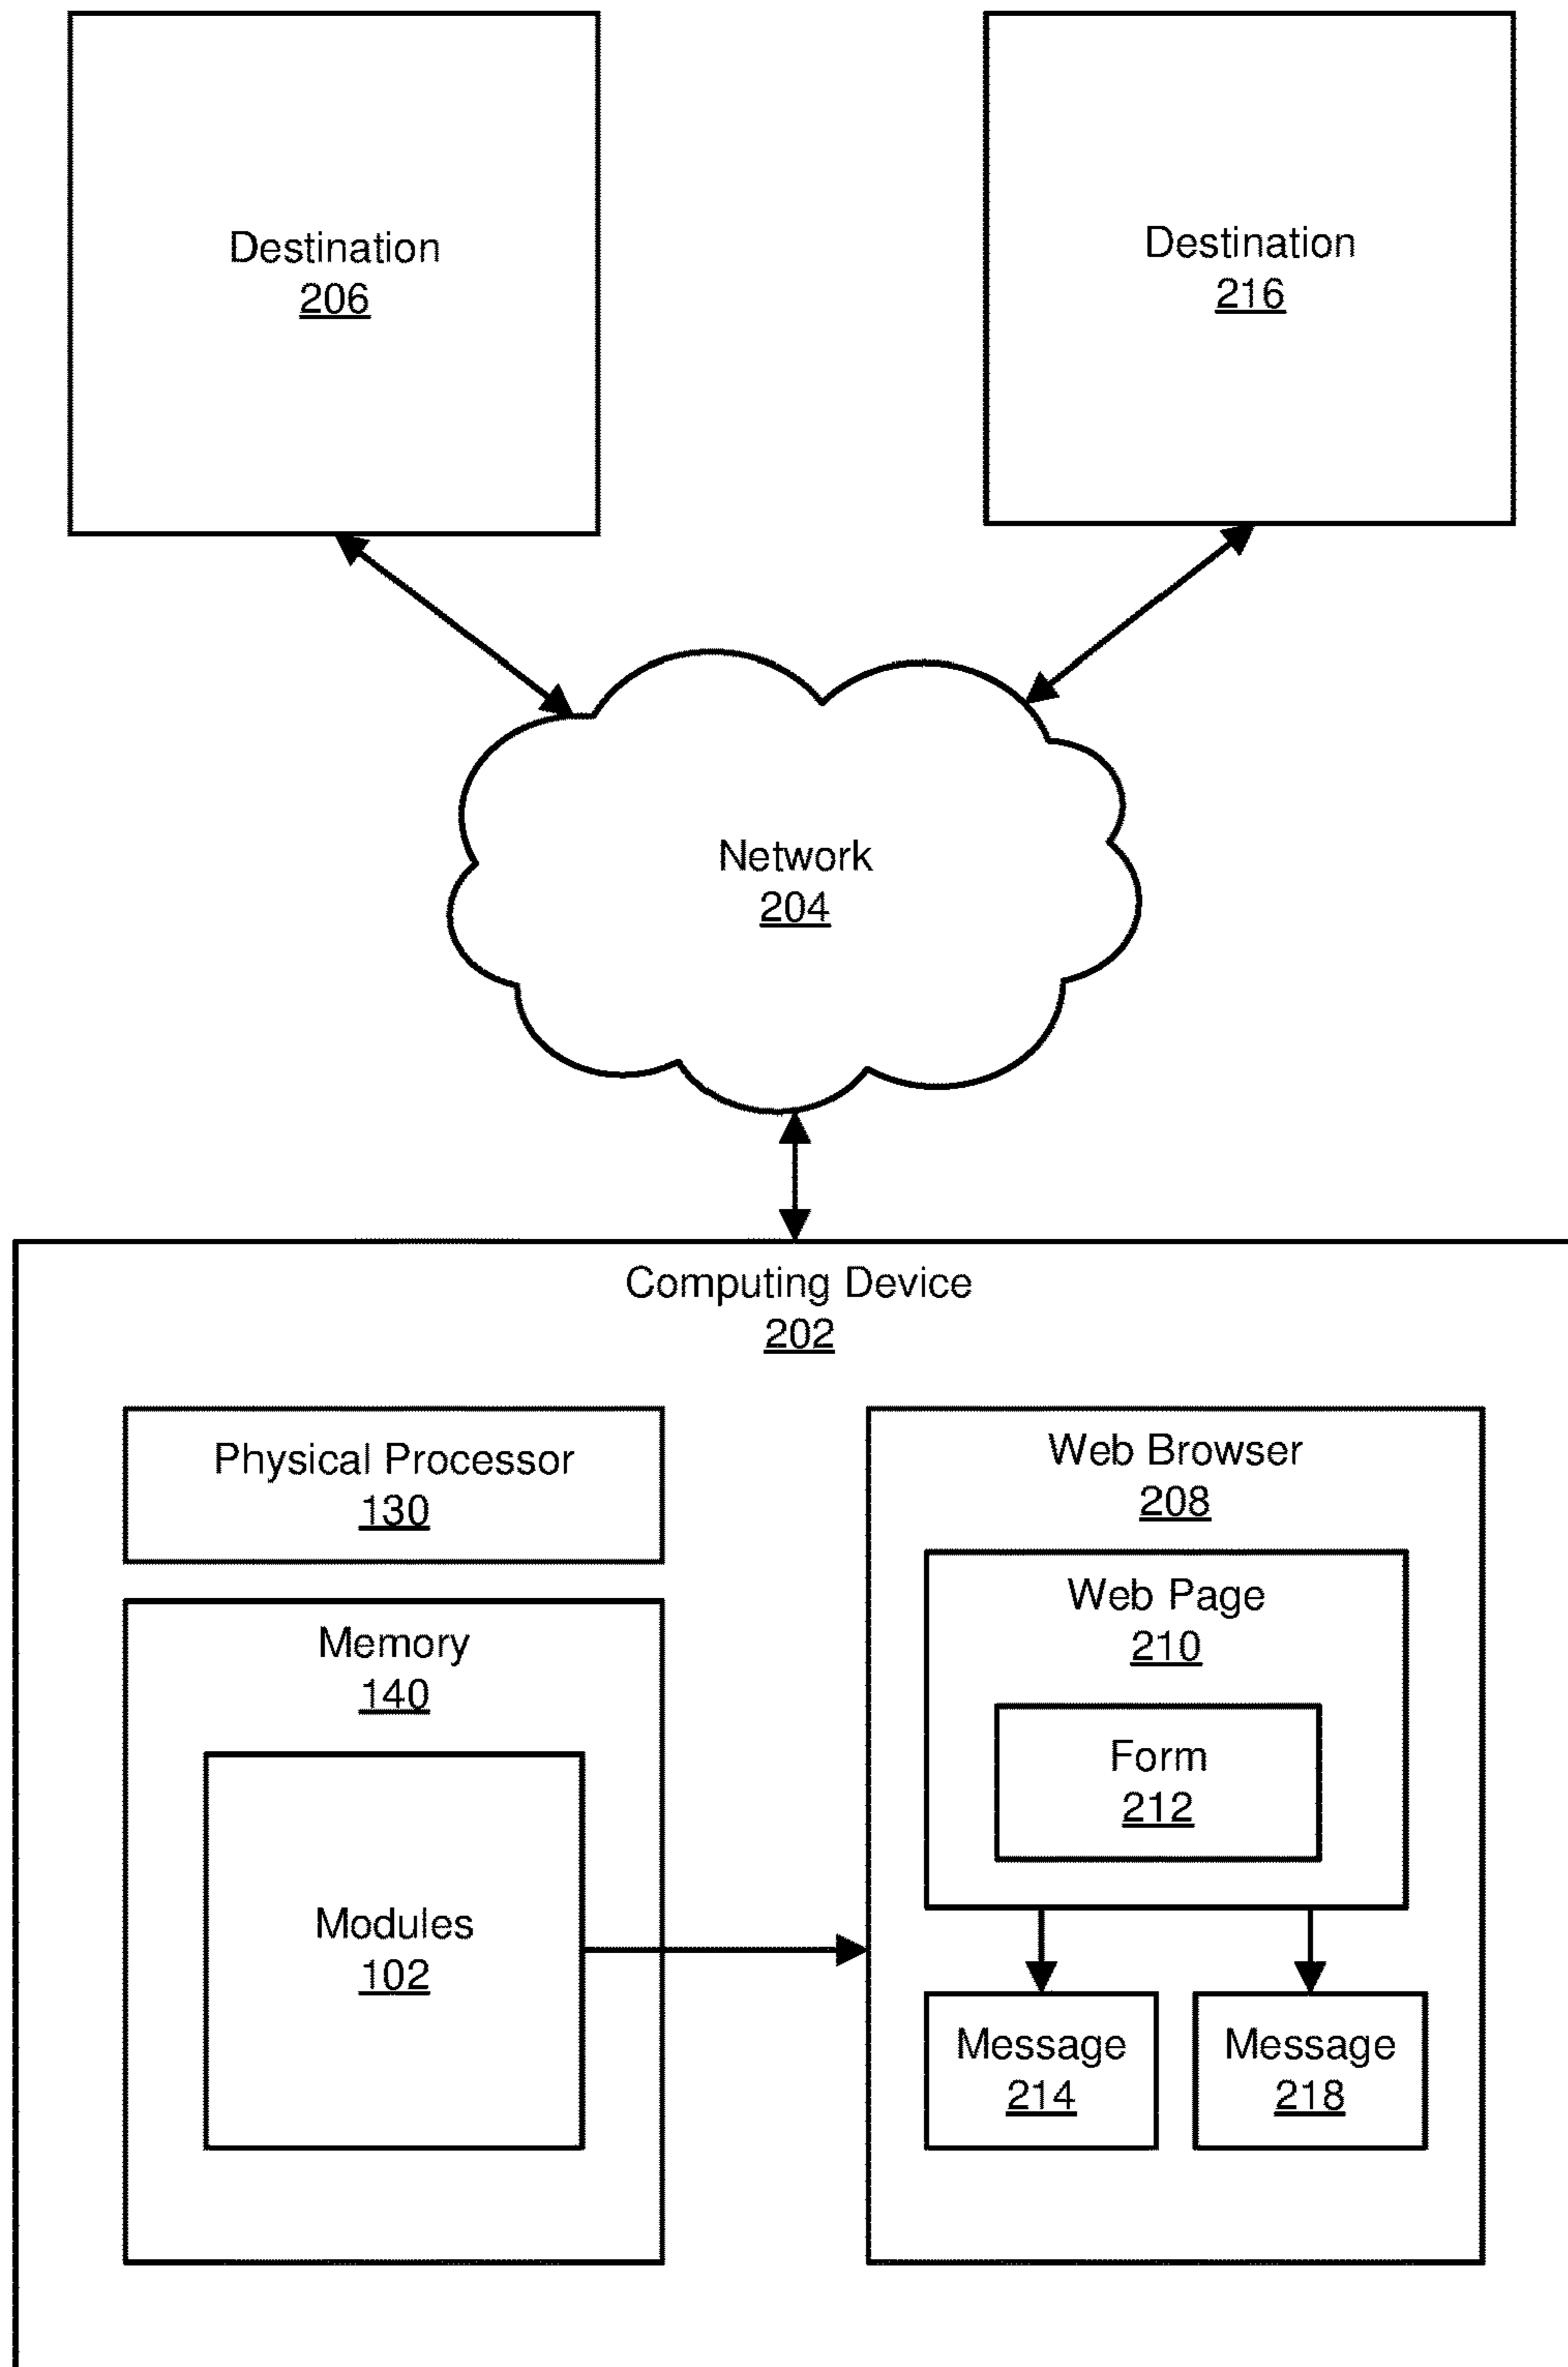 Destination
206
Destination
216
Network
204
Computing Device
202
Physical Processor
130
Memory
140
Modules
102
Web Browser
208
Web Page
210
Form
212
Message
214
Message
218